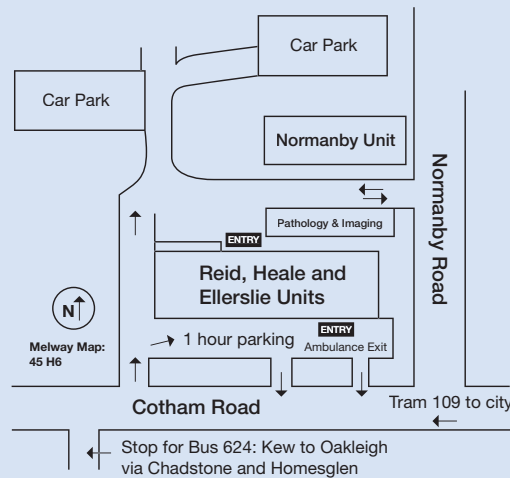 Car Park
Car Park
Normanby Unit
Normanby Road
Pathology & Imaging
ENTRY
Reid, Heale and
Ellerslie Units
N
Melway Map:
45 H6
1 hour parking
ENTRY
Ambulance Exit
Cotham Road
Tram 109 to city
Stop for Bus 624: Kew to Oakleigh
via Chadstone and Homesglen